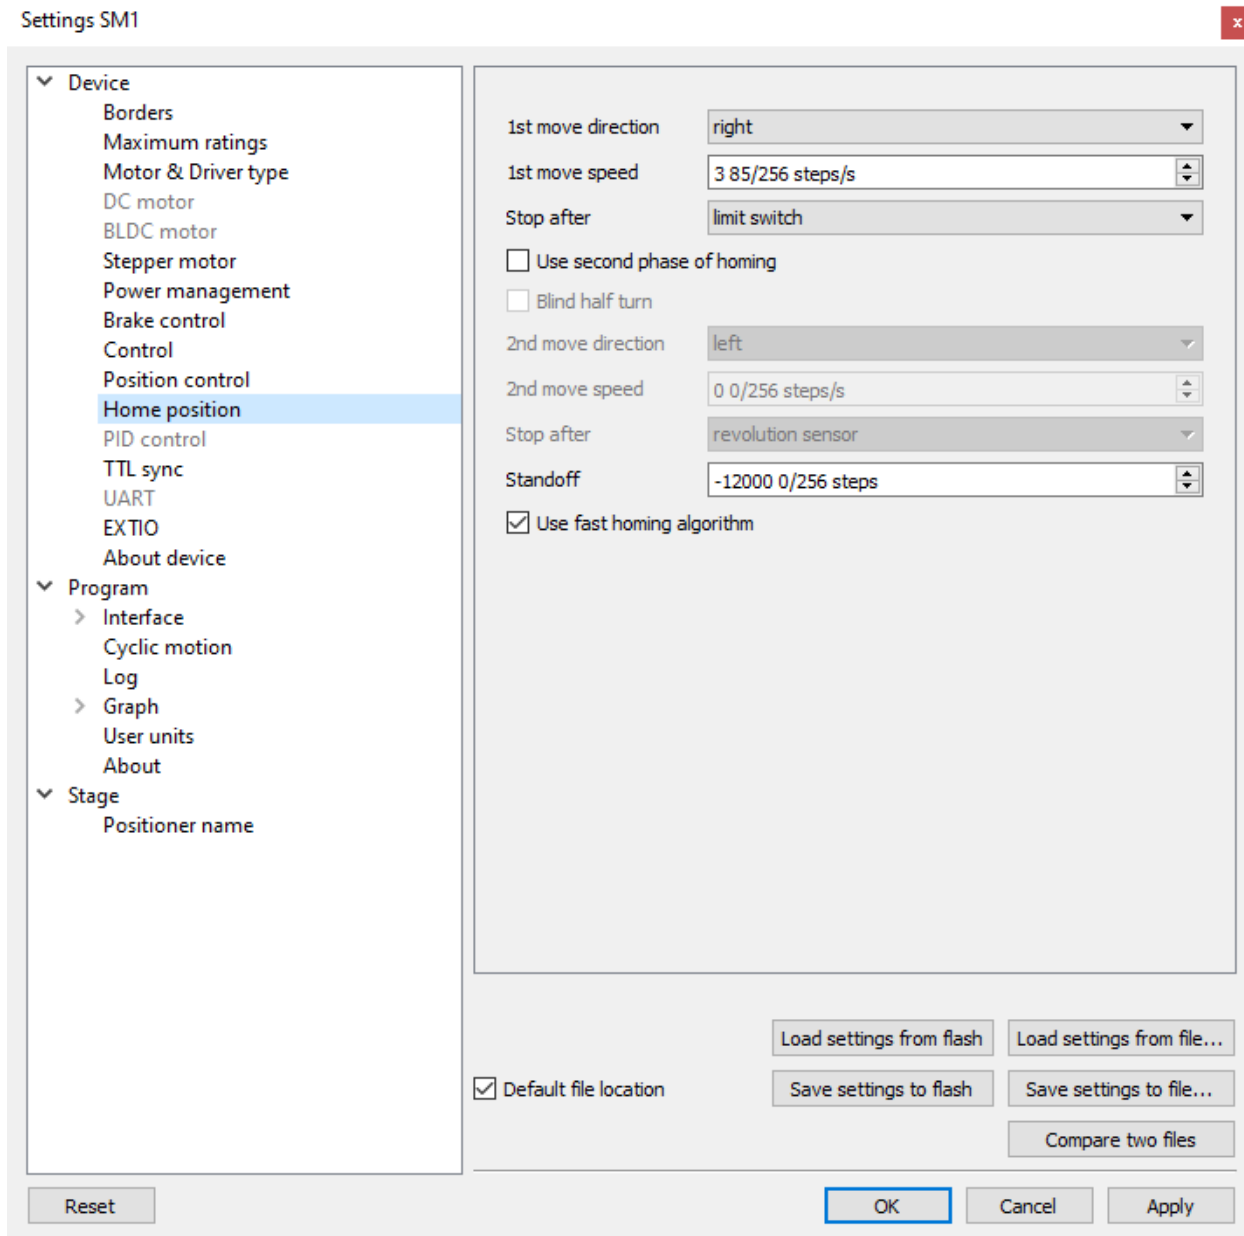 Settings SM1
x
Device
Borders
Maximum ratings
Motor & Driver type
DC motor
BLDC motor
Stepper motor
Power management
Brake control
Control
Position control
Home position
PID control
TTL sync
UART
EXTIO
About device
Program
Interface
Cyclic motion
Log
Graph
User units
About
Stage
Positioner name
1st move direction right
1st move speed 3 85/256 steps/s
Stop after limit switch
Use second phase of homing
Blind half turn
2nd move direction left
2nd move speed 0 0/256 steps/s
Stop after revolution sensor
Standoff -12000 0/256 steps
Use fast homing algorithm
Load settings from flash Load settings from file...
Default file location Save settings to flash Save settings to file...
Compare two files
Reset OK Cancel Apply